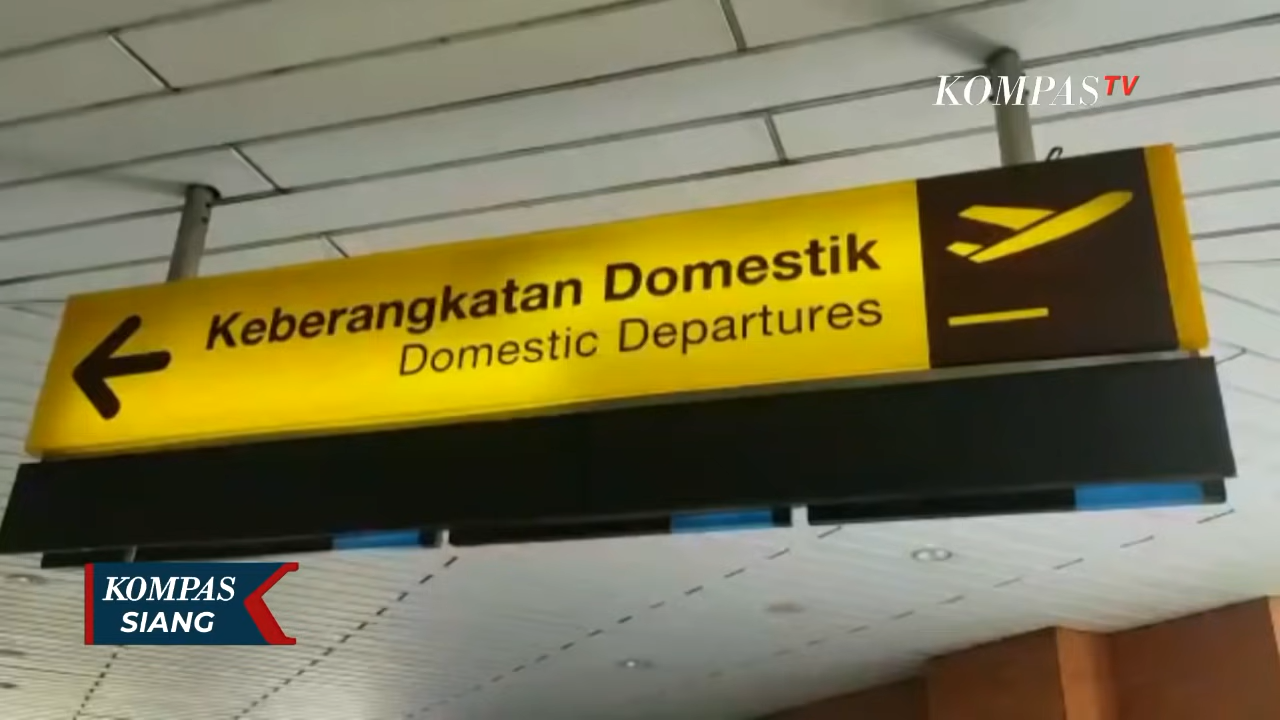 KOMPASTV
Keberangkatan Domestik
Domestic Departures
KOMPAS
SIANG